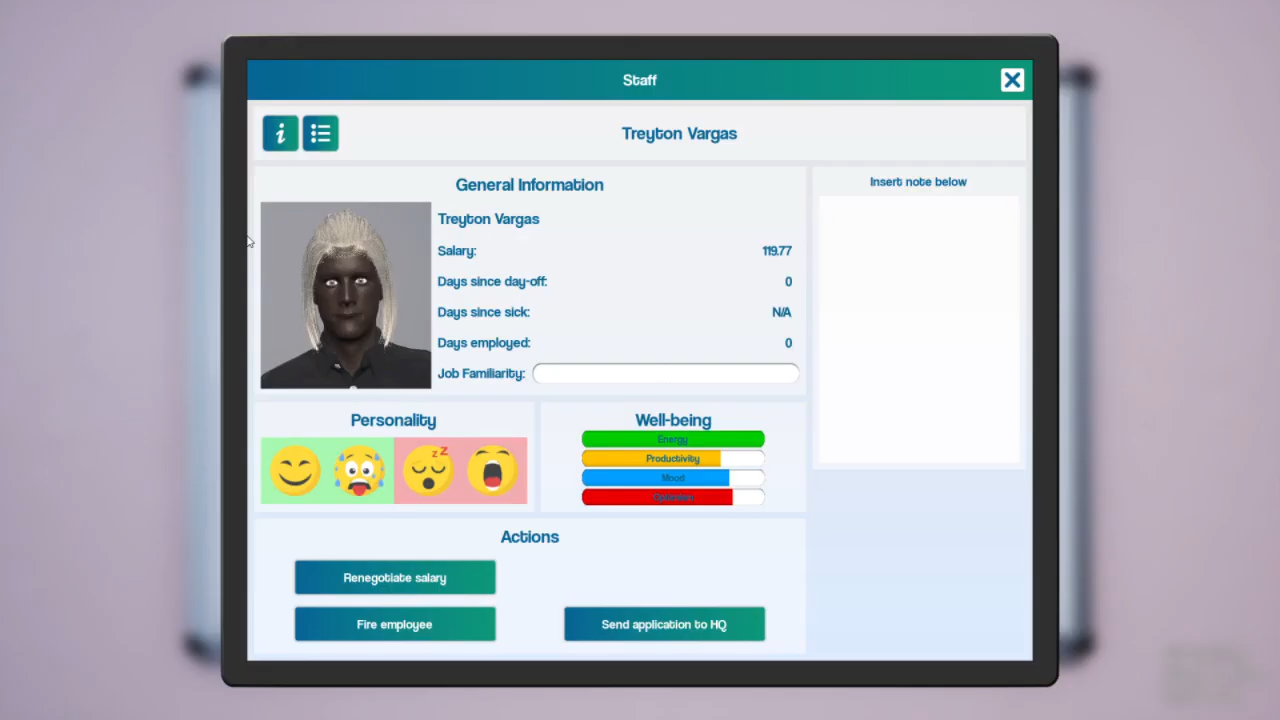 Staff
Treyton Vargas
General Information
Insert note below
Treyton Vargas
Salary: 119.77
Days since day-off: 0
Days since sick: N/A
Days employed: 0
Job Familiarity:
Personality
Well-being
Energy
Productivity
Mood
Optimism
Actions
Renegotiate salary
Fire employee
Send application to HQ